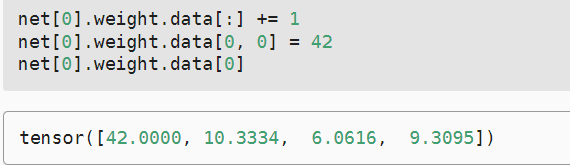 net[0].weight.data[:] += 1
net[0].weight.data[0, 0] = 42
net[0].weight.data[0]
tensor([42.0000, 10.3334,  6.0616,  9.3095])